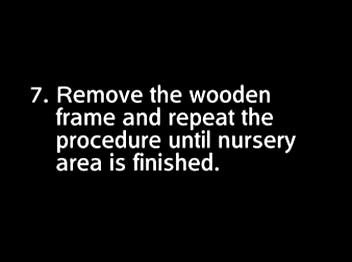 7. Remove the wooden
frame and repeat the
procedure until nursery
area is finished.